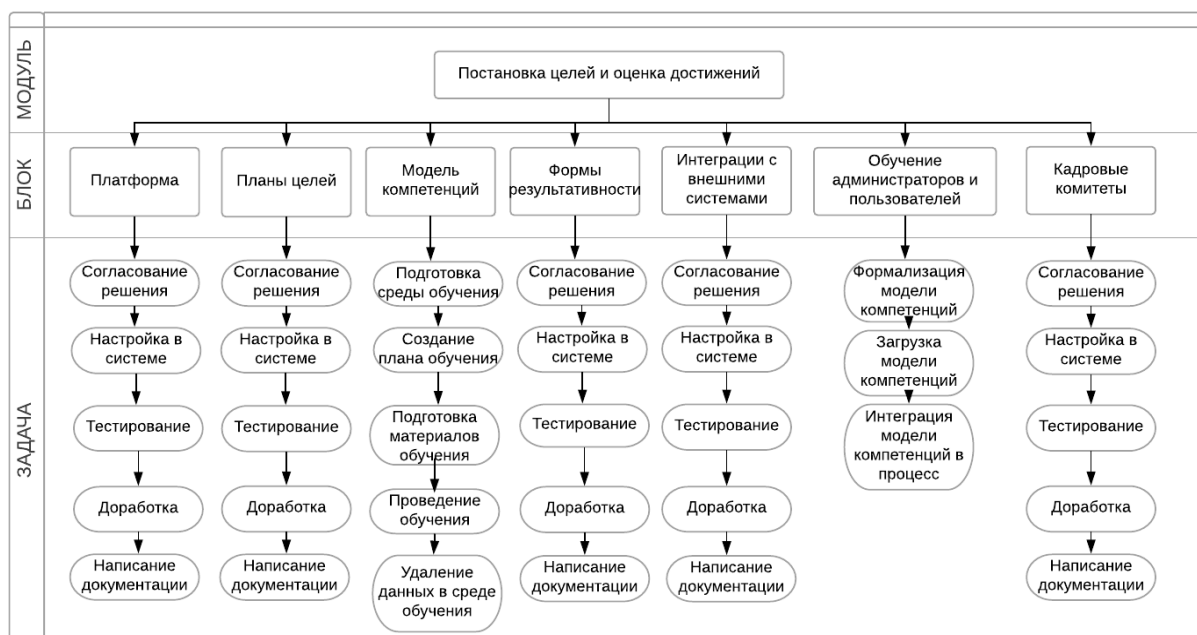 МОДУЛЬ
Постановка целей и оценка достижений
БЛОК
Платформа
Планы целей
Модель
компетенций
Формы
результативности
Интеграции с
внешними
системами
Обучение
администраторов и
пользователей
Кадровые
комитеты
ЗАДАЧА
Согласование
решения
Настройка в
системе
Тестирование
Доработка
Написание
документации
Согласование
решения
Настройка в
системе
Тестирование
Доработка
Написание
документации
Подготовка
среды обучения
Создание
плана обучения
Подготовка
материалов
обучения
Проведение
обучения
Удаление
данных в среде
обучения
Согласование
решения
Настройка в
системе
Тестирование
Доработка
Написание
документации
Согласование
решения
Настройка в
системе
Тестирование
Доработка
Написание
документации
Формализация
модели
компетенций
Загрузка
модели
компетенций
Интеграция
модели
компетенций в
процесс
Согласование
решения
Настройка в
системе
Тестирование
Доработка
Написание
документации